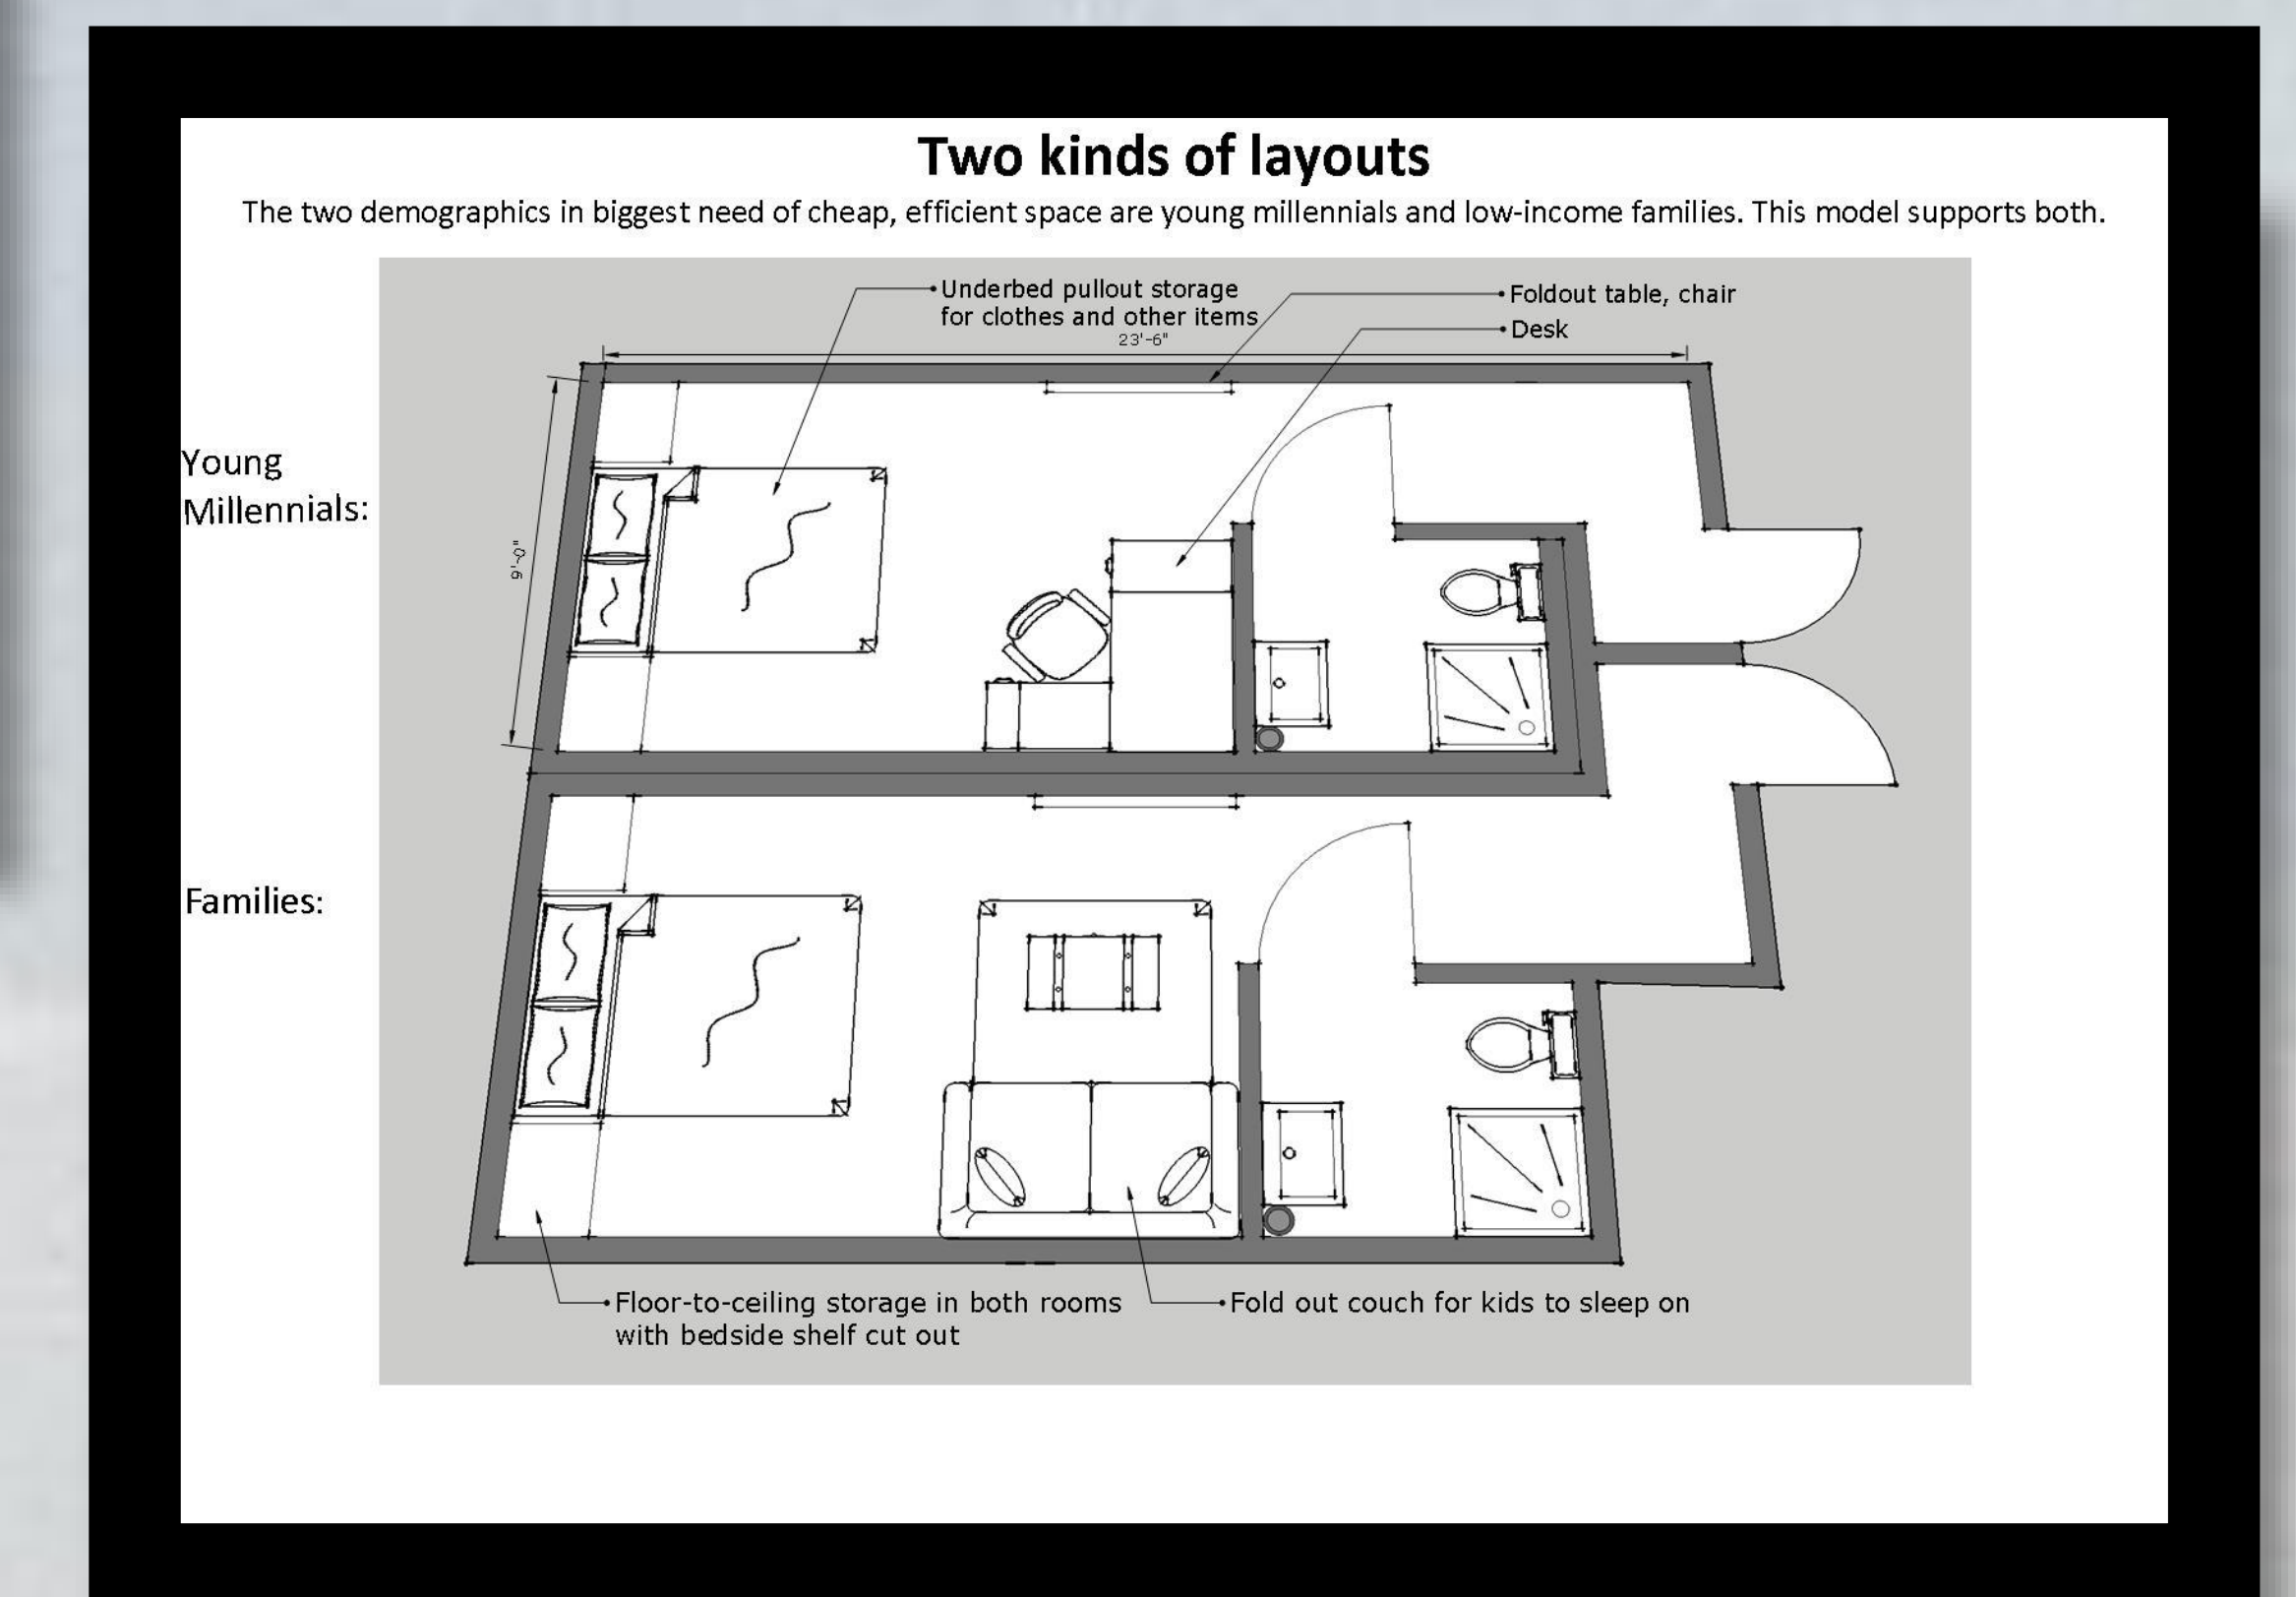 Two kinds of layouts
The two demographics in biggest need of cheap, efficient space are young millennials and low-income families. This model supports both.
Underbed pullout storage
for clothes and other items
Foldout table, chair
Desk
23'-6"
Young
Millennials:
9'-0"
Families:
Floor-to-ceiling storage in both rooms
with bedside shelf cut out
Fold out couch for kids to sleep on